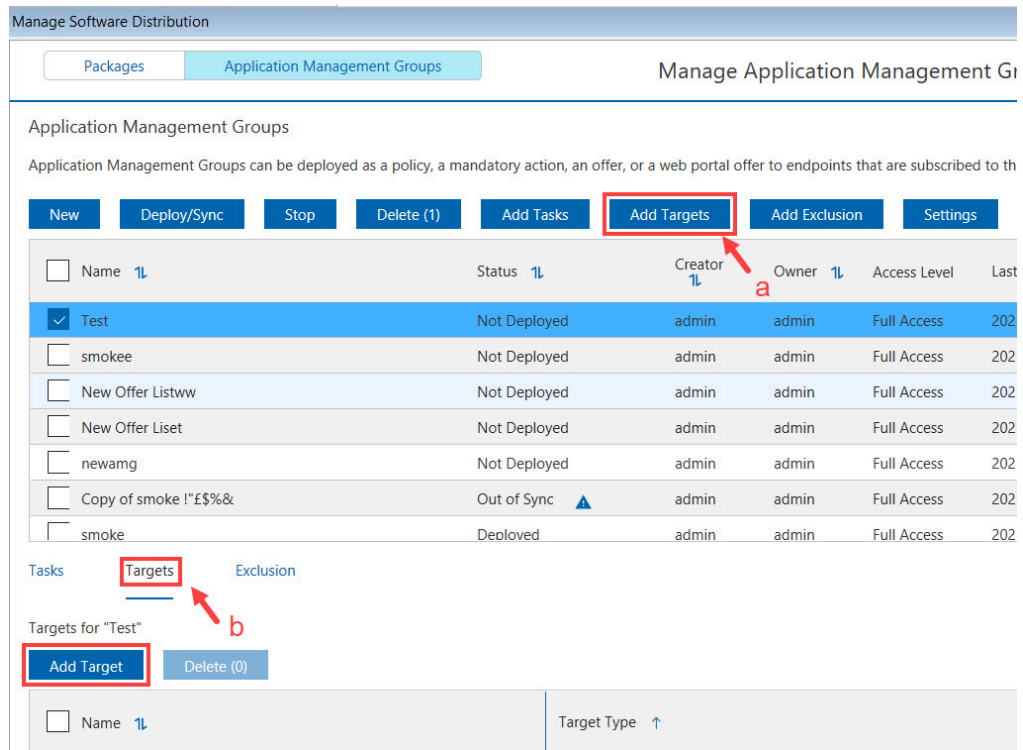 Manage Software Distribution
Packages Application Management Groups Manage Application Management Gr
Application Management Groups
Application Management Groups can be deployed as a policy, a mandatory action, an offer, or a web portal offer to endpoints that are subscribed to th
New Deploy/Sync Stop Delete (1) Add Tasks Add Targets Add Exclusion Settings
Name Status Creator Owner Access Level Last
a
Test Not Deployed admin admin Full Access 202
smokee Not Deployed admin admin Full Access 202
New Offer Listww Not Deployed admin admin Full Access 202
New Offer Liset Not Deployed admin admin Full Access 202
newamg Not Deployed admin admin Full Access 202
Copy of smoke !"£$%& Out of Sync admin admin Full Access 202
smoke Deployed admin admin Full Access 202
Tasks Targets Exclusion
b
Targets for "Test"
Add Target Delete (0)
Name Target Type